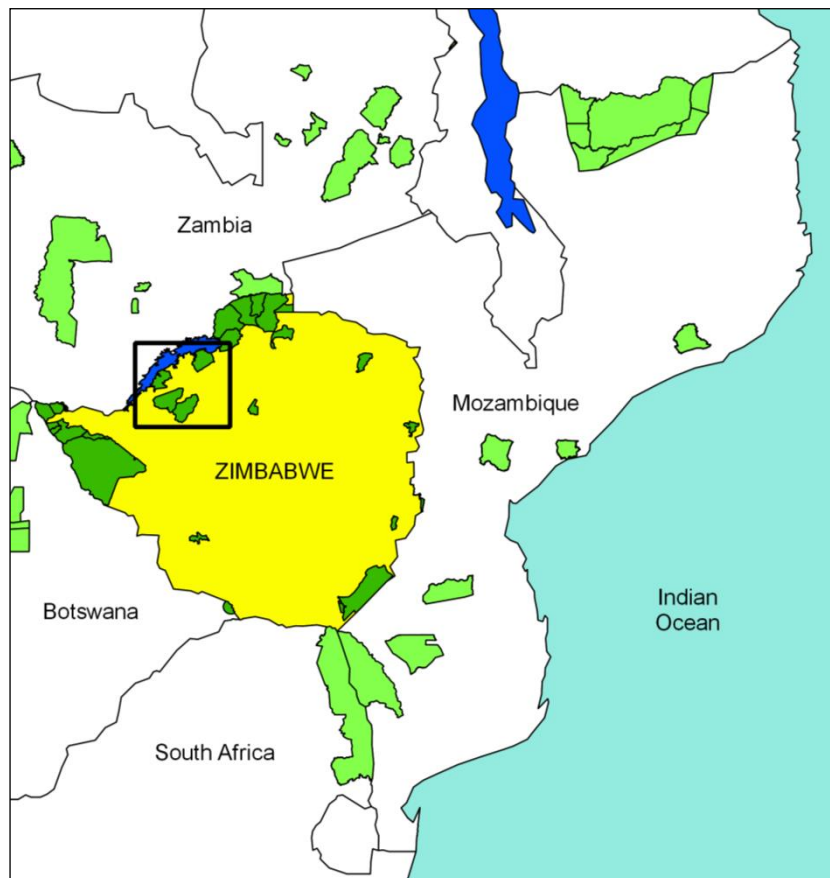 Zambia
Mozambique
ZIMBABWE
Botswana
Indian
Ocean
South Africa